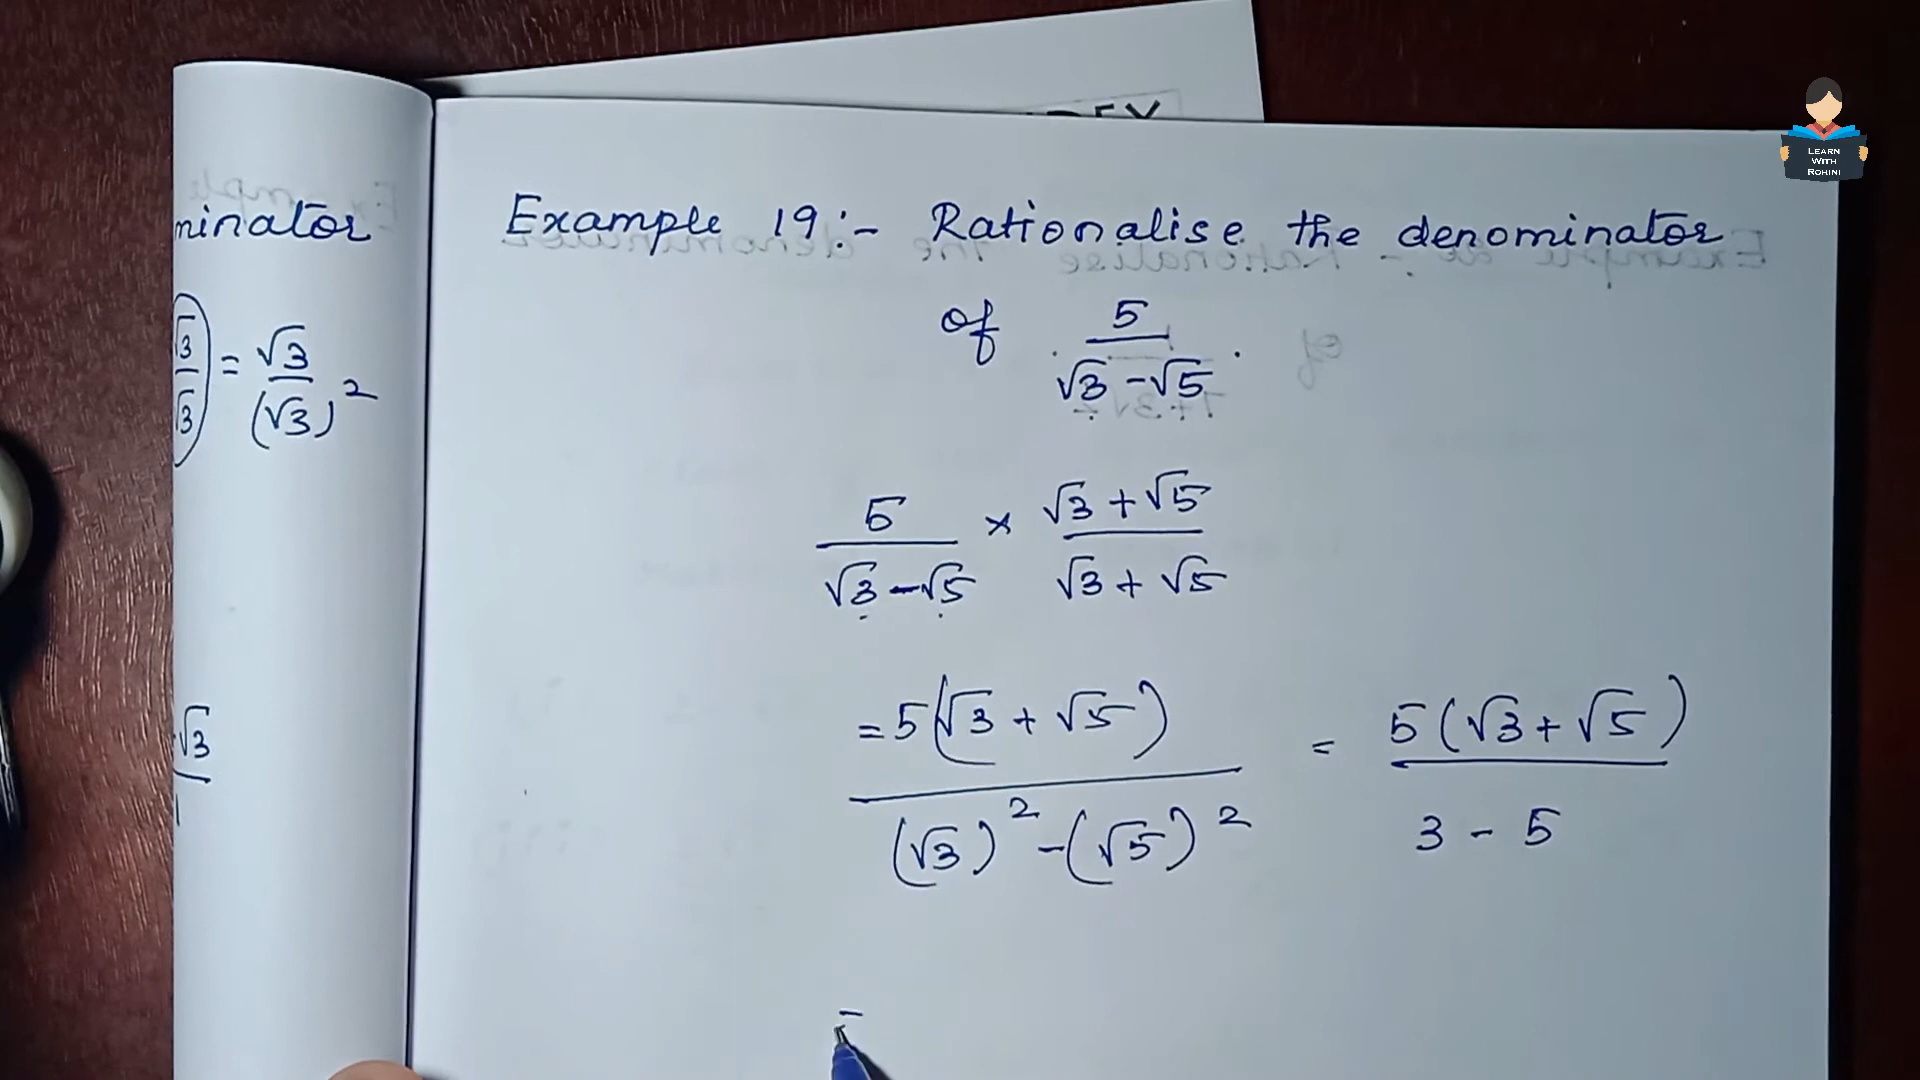 DEX
minator
√3/√3 = √3/(√3)²
√3
Example 19:- Rationalise the denominator
of 5/(√3 - √5).
5/(√3 - √5) × (√3 + √5)/(√3 + √5)
= 5(√3 + √5)/((√3)² - (√5)²) = 5(√3 + √5)/(3 - 5)
LEARN
WITH
ROHINI